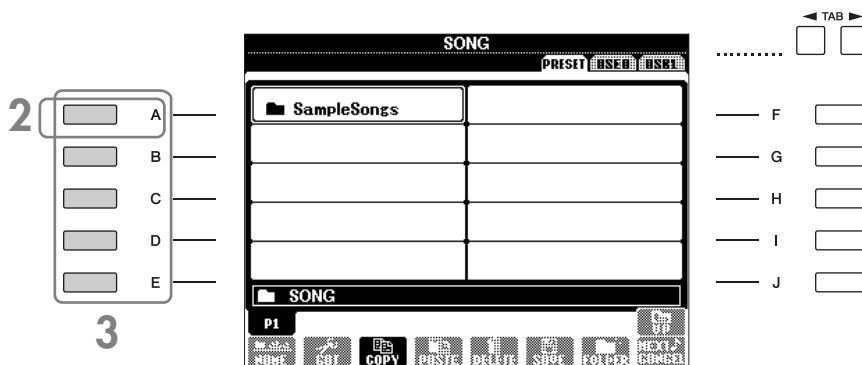 SONG
◄ TAB ►
PRESET USER USB1
2
A SampleSongs F
B G
C H
D I
E J
SONG
3
P1 UP
NAME CUT COPY PASTE DELETE SAVE FOLDER NEXT♪ CANCEL